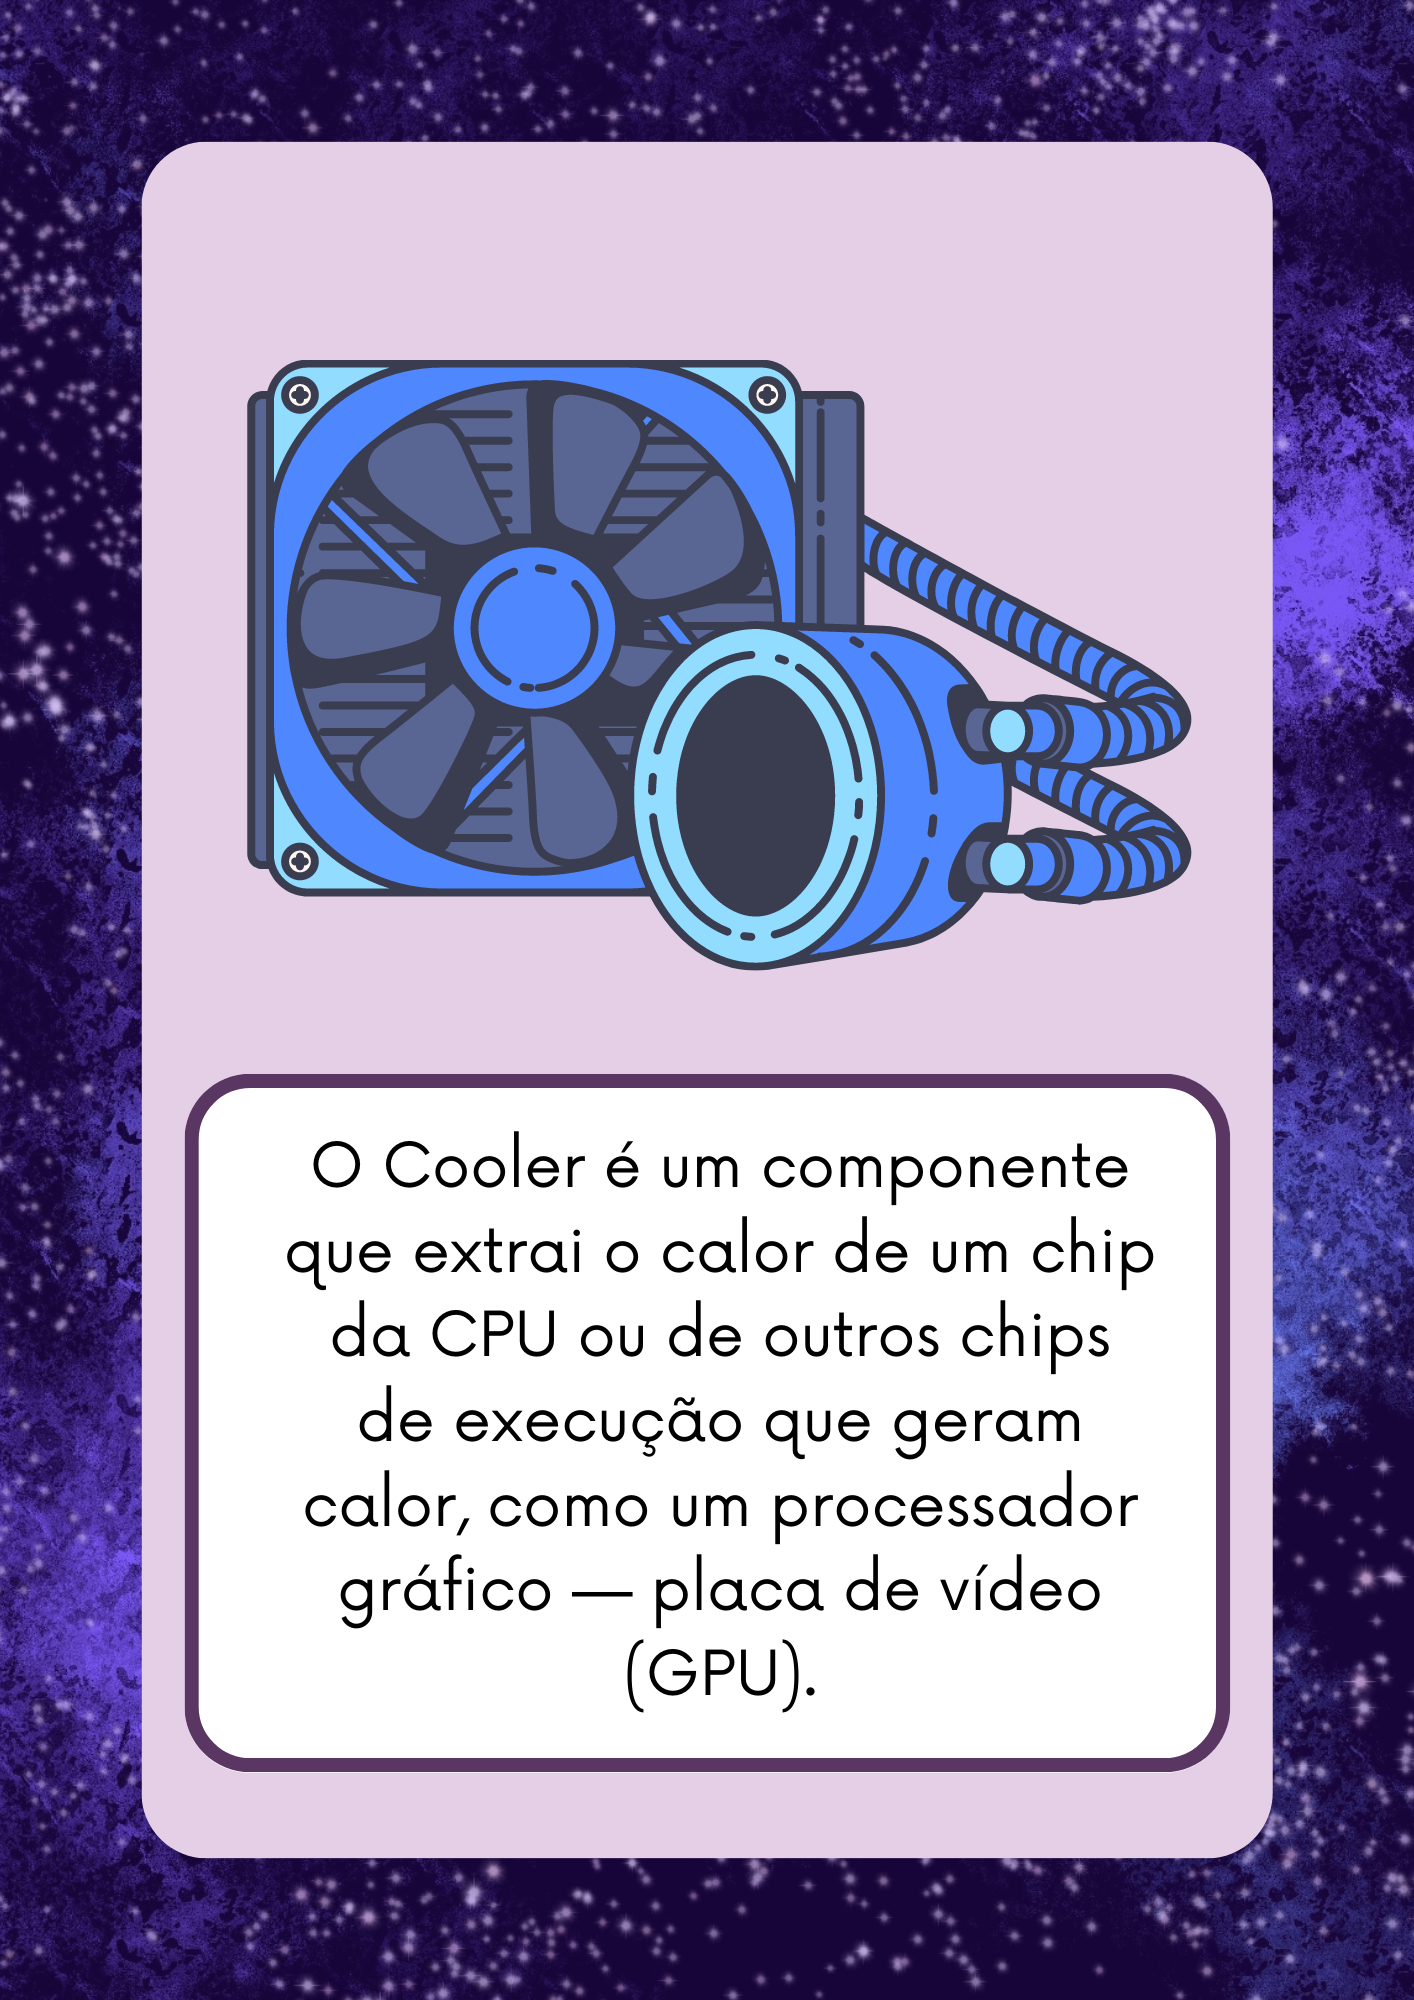 O Cooler é um componente
que extrai o calor de um chip
da CPU ou de outros chips
de execução que geram
calor, como um processador
gráfico — placa de vídeo
(GPU).